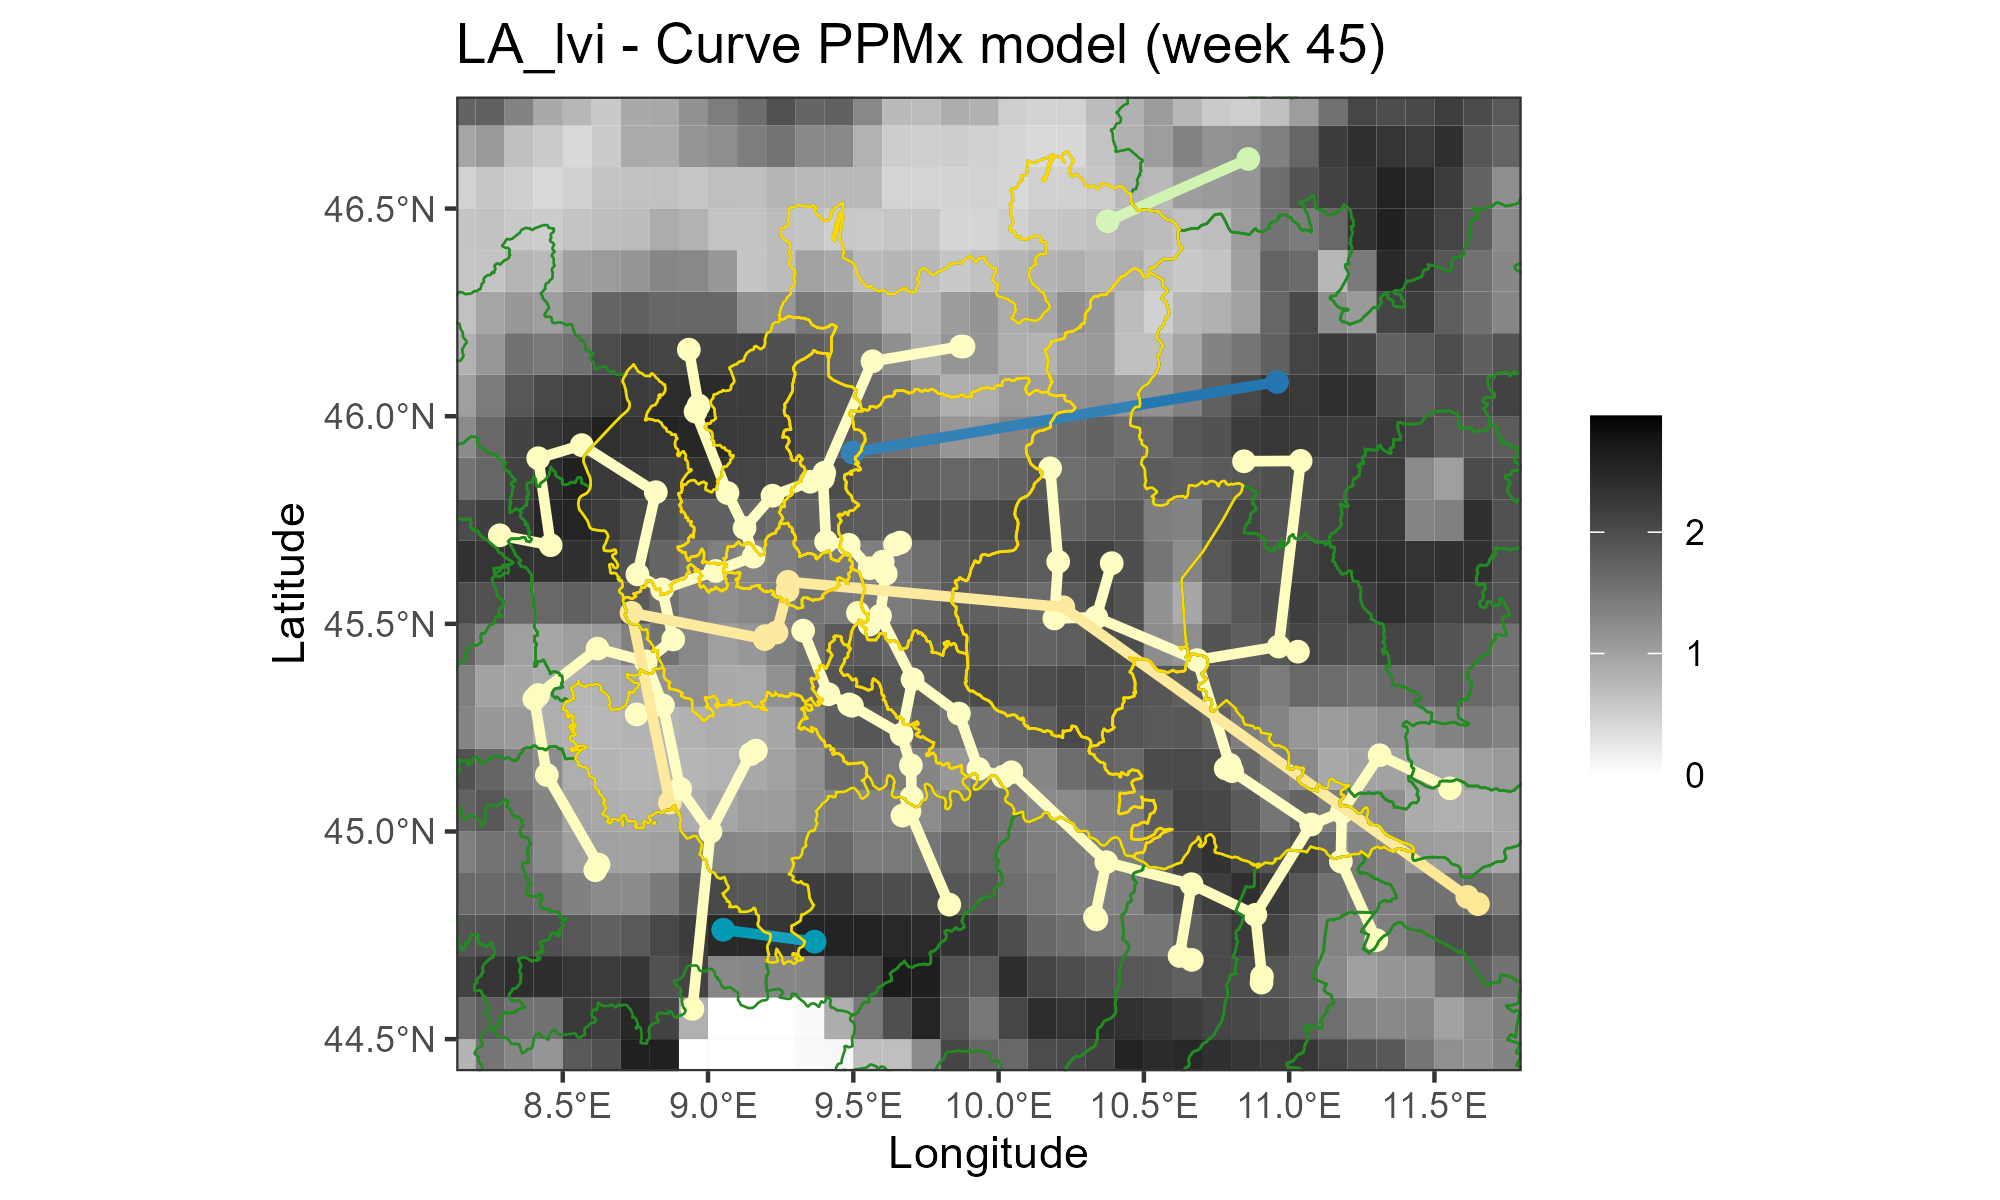 LA_lvi - Curve PPMx model (week 45)
46.5°N
46.0°N
45.5°N
45.0°N
44.5°N
Latitude
8.5°E
9.0°E
9.5°E
10.0°E
10.5°E
11.0°E
11.5°E
Longitude
2
1
0